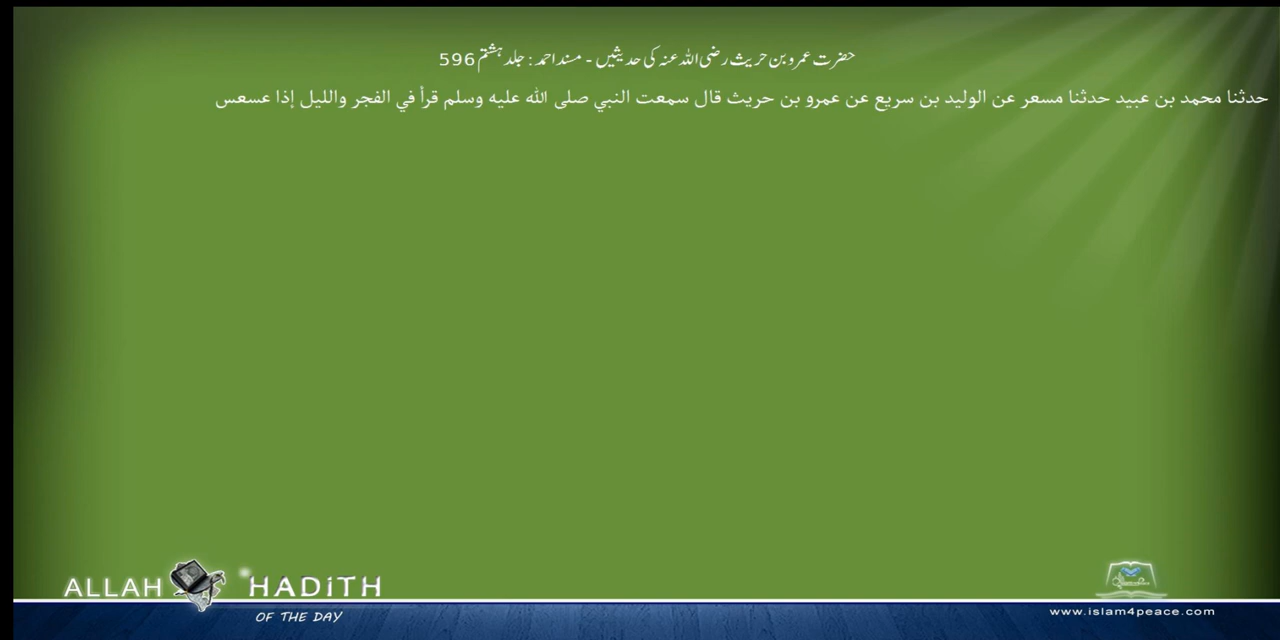 حضرت عمرو بن حریث رضی اللہ عنہ کی حدیثیں - مسند احمد : جلد ہشتم 596
حدثنا محمد بن عبيد حدثنا مسعر عن الوليد بن سريع عن عمرو بن حريث قال سمعت النبي صلى الله عليه وسلم قرأ في الفجر والليل إذا عسعس
ALLAH HADITH
OF THE DAY
www.islam4peace.com